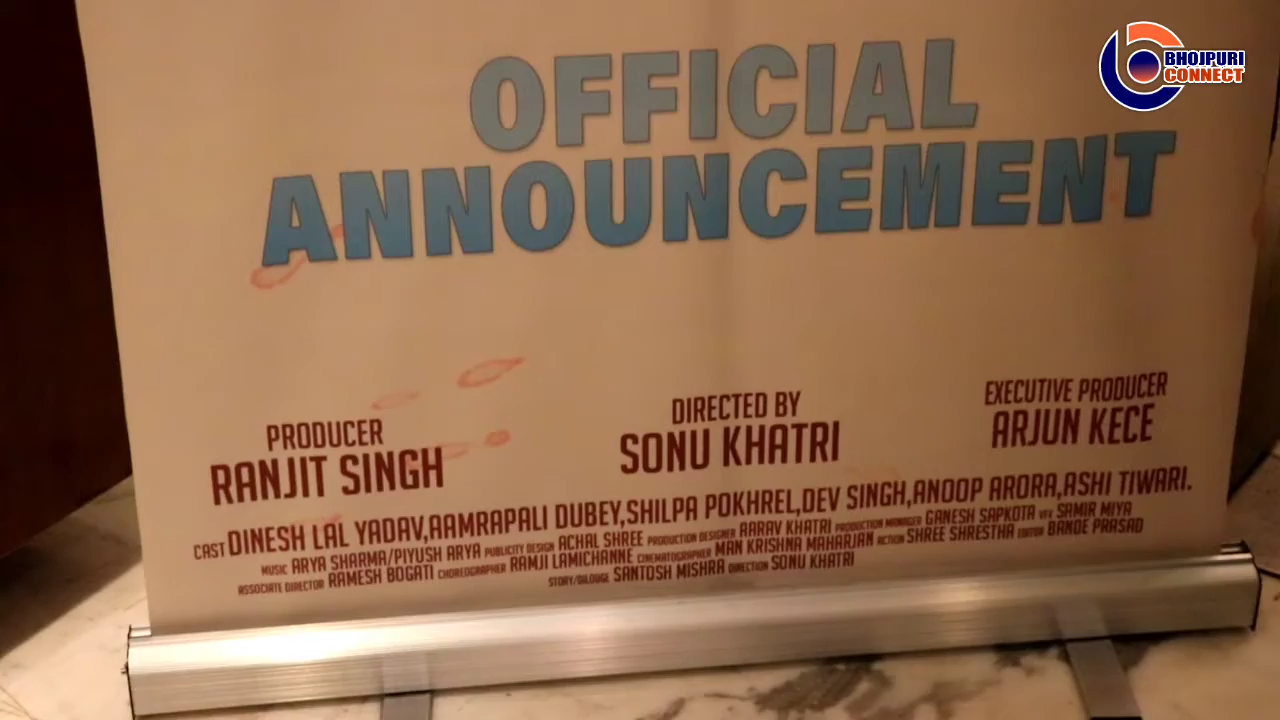 BHOJPURI
CONNECT
OFFICIAL
ANNOUNCEMENT
PRODUCER
RANJIT SINGH
DIRECTED BY
SONU KHATRI
EXECUTIVE PRODUCER
ARJUN KECE
CAST DINESH LAL YADAV,AAMRAPALI DUBEY,SHILPA POKHREL,DEV SINGH,ANOOP ARORA,ASHI TIWARI.
MUSIC ARYA SHARMA/PIYUSH ARYA PUBLICITY DESIGN ACHAL SHREE PRODUCTION DESIGNER AARAV KHATRI PRODUCTION MANAGER GANESH SAPKOTA VFX SAMIR MIYA
ASSOCIATE DIRECTOR RAMESH BOGATI CHOREOGRAPHER RAMJI LAMICHANNE CINEMATOGRAPHER MAN KRISHNA MAHARJAN ACTION SHREE SHRESTHA EDITOR BANDE PRASAD
STORY/DILOUGE SANTOSH MISHRA DIRECTION SONU KHATRI